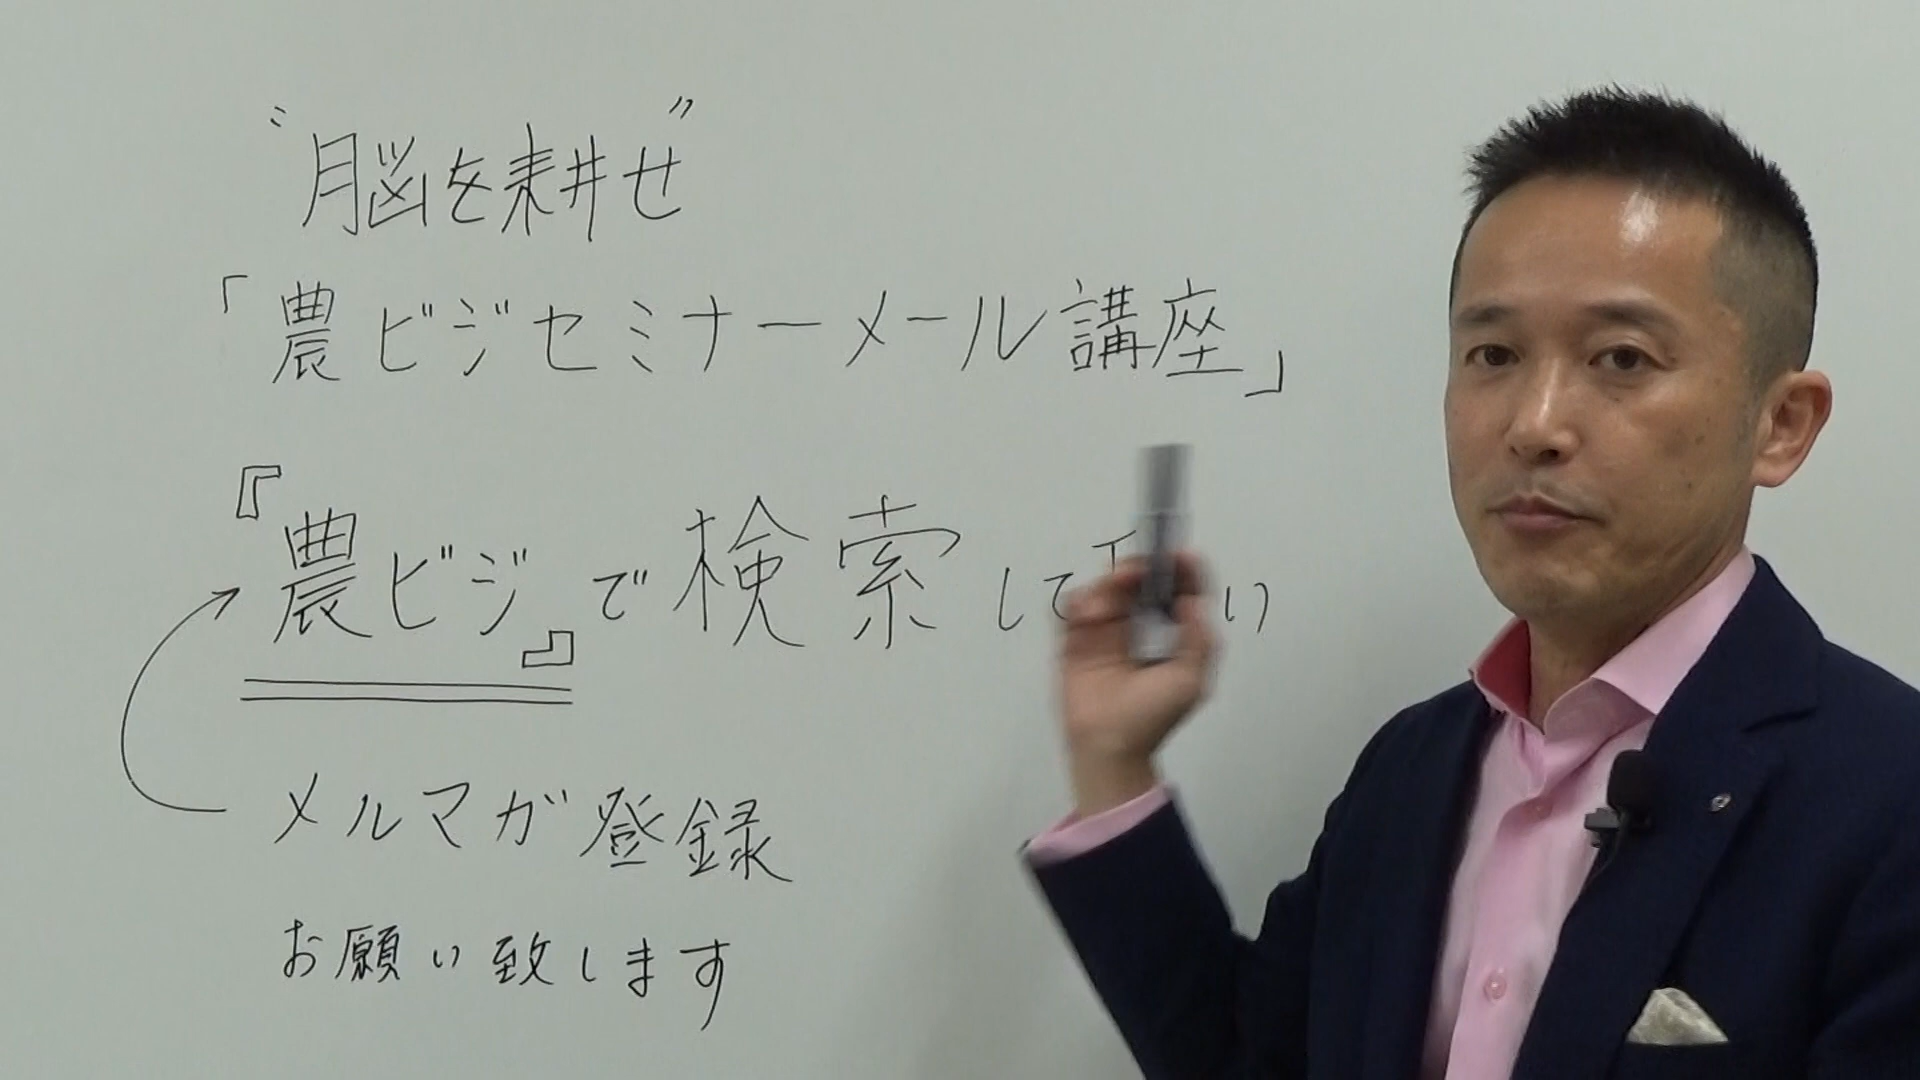 〝脳を耕せ〞
「農ビジセミナーメール講座」
『農ビジ』で検索して い
メルマガ登録
お願い致します